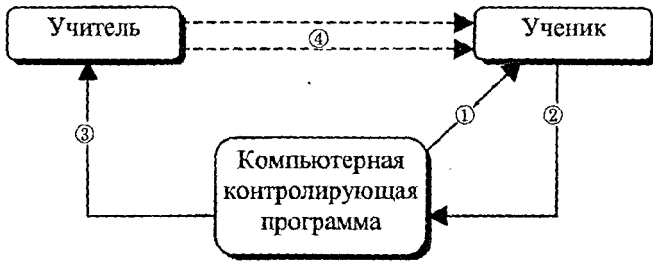 Учитель
④
Ученик
③
①
②
Компьютерная
контролирующая
программа